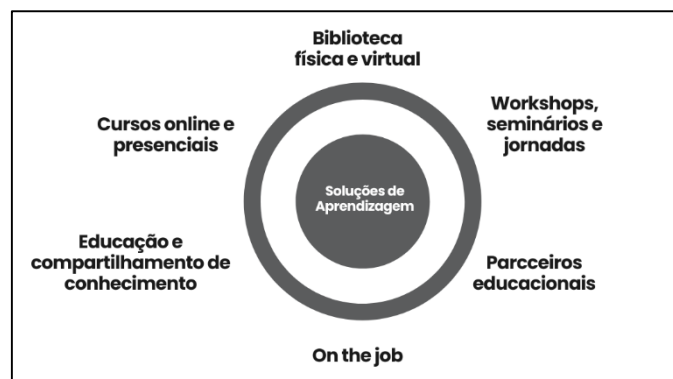 Biblioteca
física e virtual
Cursos online e
presenciais
Workshops,
seminários e
jornadas
Soluções de
Aprendizagem
Educação e
compartilhamento de
conhecimento
Parcceiros
educacionais
On the job